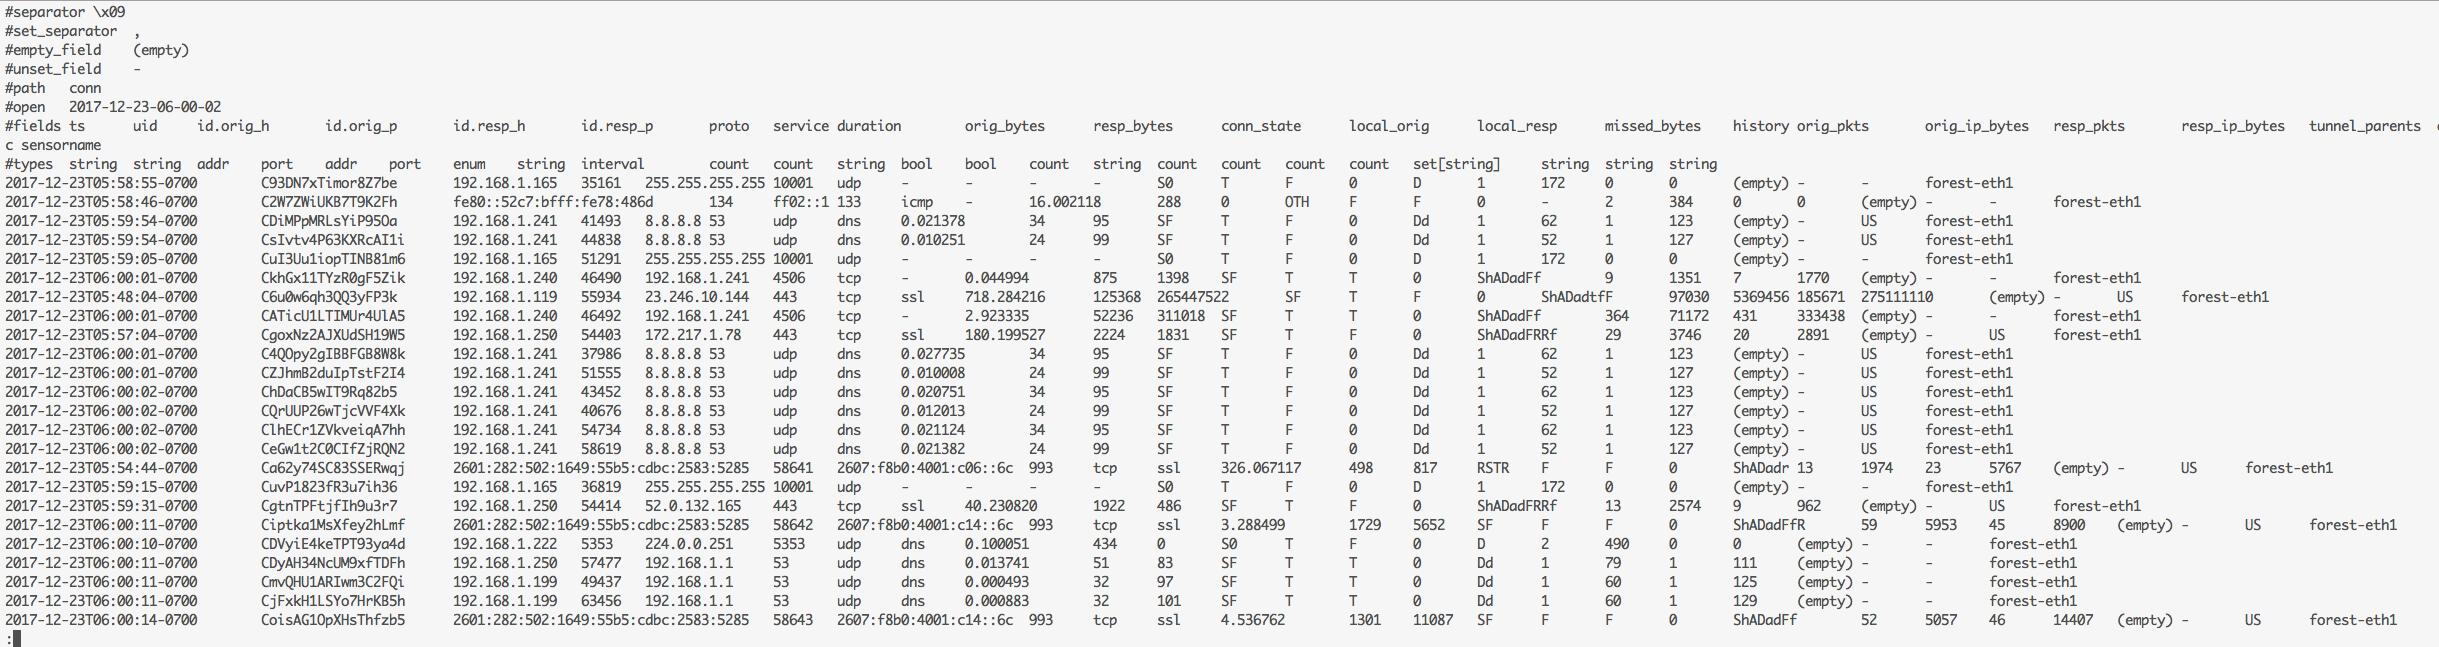 #separator \x09
#set_separator ,
#empty_field (empty)
#unset_field -
#path conn
#open 2017-12-23-06-00-02
#fields ts uid id.orig_h id.orig_p id.resp_h id.resp_p proto service duration orig_bytes resp_bytes conn_state local_orig local_resp missed_bytes history orig_pkts orig_ip_bytes resp_pkts resp_ip_bytes tunnel_parents
c sensorname
#types string string addr port addr port enum string interval count count string bool bool count string count count count count set[string] string string string
2017-12-23T05:58:55-0700 C93DN7xTimor8Z7be 192.168.1.165 35161 255.255.255.255 10001 udp - - - - S0 T F 0 D 1 172 0 0 (empty) - - forest-eth1
2017-12-23T05:58:46-0700 C2W7ZWiUKB7T9K2Fh fe80::52c7:bfff:fe78:486d 134 ff02::1 133 icmp - 16.002118 288 0 OTH F F 0 - 2 384 0 0 (empty) - - forest-eth1
2017-12-23T05:59:54-0700 CDiMPpMRLsYiP95Oa 192.168.1.241 41493 8.8.8.8 53 udp dns 0.021378 34 95 SF T F 0 Dd 1 62 1 123 (empty) - US forest-eth1
2017-12-23T05:59:54-0700 CsIvtv4P63KXRcAI1i 192.168.1.241 44838 8.8.8.8 53 udp dns 0.010251 24 99 SF T F 0 Dd 1 52 1 127 (empty) - US forest-eth1
2017-12-23T05:59:05-0700 CuI3Uu1iopTINB81m6 192.168.1.165 51291 255.255.255.255 10001 udp - - - - S0 T F 0 D 1 172 0 0 (empty) - - forest-eth1
2017-12-23T06:00:01-0700 CkhGx11TYzR0gF5Zik 192.168.1.240 46490 192.168.1.241 4506 tcp - 0.044994 875 1398 SF T T 0 ShADadFf 9 1351 7 1770 (empty) - - forest-eth1
2017-12-23T05:48:04-0700 C6u0w6qh3QQ3yFP3k 192.168.1.119 55934 23.246.10.144 443 tcp ssl 718.284216 125368 265447522 SF T F 0 ShADadtfF 97030 5369456 185671 275111110 (empty) - US forest-eth1
2017-12-23T06:00:01-0700 CATicU1LTIMUr4UlA5 192.168.1.240 46492 192.168.1.241 4506 tcp - 2.923335 52236 311018 SF T T 0 ShADadFf 364 71172 431 333438 (empty) - - forest-eth1
2017-12-23T05:57:04-0700 CgoxNz2AJXUdSH19W5 192.168.1.250 54403 172.217.1.78 443 tcp ssl 180.199527 2224 1831 SF T F 0 ShADadFRRf 29 3746 20 2891 (empty) - US forest-eth1
2017-12-23T06:00:01-0700 C4QOpy2gIBBFGB8W8k 192.168.1.241 37986 8.8.8.8 53 udp dns 0.027735 34 95 SF T F 0 Dd 1 62 1 123 (empty) - US forest-eth1
2017-12-23T06:00:01-0700 CZJhmB2duIpTstF2I4 192.168.1.241 51555 8.8.8.8 53 udp dns 0.010008 24 99 SF T F 0 Dd 1 52 1 127 (empty) - US forest-eth1
2017-12-23T06:00:02-0700 ChDaCB5wIT9Rq82b5 192.168.1.241 43452 8.8.8.8 53 udp dns 0.020751 34 95 SF T F 0 Dd 1 62 1 123 (empty) - US forest-eth1
2017-12-23T06:00:02-0700 CQrUUP26wTjcVVF4Xk 192.168.1.241 40676 8.8.8.8 53 udp dns 0.012013 24 99 SF T F 0 Dd 1 52 1 127 (empty) - US forest-eth1
2017-12-23T06:00:02-0700 ClhECr1ZVkveiqA7hh 192.168.1.241 54734 8.8.8.8 53 udp dns 0.021124 34 95 SF T F 0 Dd 1 62 1 123 (empty) - US forest-eth1
2017-12-23T06:00:02-0700 CeGw1t2C0CIfZjRQN2 192.168.1.241 58619 8.8.8.8 53 udp dns 0.021382 24 99 SF T F 0 Dd 1 52 1 127 (empty) - US forest-eth1
2017-12-23T05:54:44-0700 Ca62y74SC83SSERwqj 2601:282:502:1649:55b5:cdbc:2583:5285 58641 2607:f8b0:4001:c06::6c 993 tcp ssl 326.067117 498 817 RSTR F F 0 ShADadr 13 1974 23 5767 (empty) - US forest-eth1
2017-12-23T05:59:15-0700 CuvP1823fR3u7ih36 192.168.1.165 36819 255.255.255.255 10001 udp - - - - S0 T F 0 D 1 172 0 0 (empty) - - forest-eth1
2017-12-23T05:59:31-0700 CgtnTPFtjfIh9u3r7 192.168.1.250 54414 52.0.132.165 443 tcp ssl 40.230820 1922 486 SF T F 0 ShADadFRRf 13 2574 9 962 (empty) - US forest-eth1
2017-12-23T06:00:11-0700 Ciptka1MsXfey2hLmf 2601:282:502:1649:55b5:cdbc:2583:5285 58642 2607:f8b0:4001:c14::6c 993 tcp ssl 3.288499 1729 5652 SF F F 0 ShADadFfR 59 5953 45 8900 (empty) - US forest-eth1
2017-12-23T06:00:10-0700 CDVyiE4keTPT93ya4d 192.168.1.222 5353 224.0.0.251 5353 udp dns 0.100051 434 0 S0 T F 0 D 2 490 0 0 (empty) - - forest-eth1
2017-12-23T06:00:11-0700 CDyAH34NcUM9xfTDFh 192.168.1.250 57477 192.168.1.1 53 udp dns 0.013741 51 83 SF T T 0 Dd 1 79 1 111 (empty) - - forest-eth1
2017-12-23T06:00:11-0700 CmvQHU1ARIwm3C2FQi 192.168.1.199 49437 192.168.1.1 53 udp dns 0.000493 32 97 SF T T 0 Dd 1 60 1 125 (empty) - - forest-eth1
2017-12-23T06:00:11-0700 CjFxkH1LSYo7HrKB5h 192.168.1.199 63456 192.168.1.1 53 udp dns 0.000883 32 101 SF T T 0 Dd 1 60 1 129 (empty) - - forest-eth1
2017-12-23T06:00:14-0700 CoisAG1OpXHsThfzb5 2601:282:502:1649:55b5:cdbc:2583:5285 58643 2607:f8b0:4001:c14::6c 993 tcp ssl 4.536762 1301 11087 SF F F 0 ShADadFf 52 5057 46 14407 (empty) - US forest-eth1
: